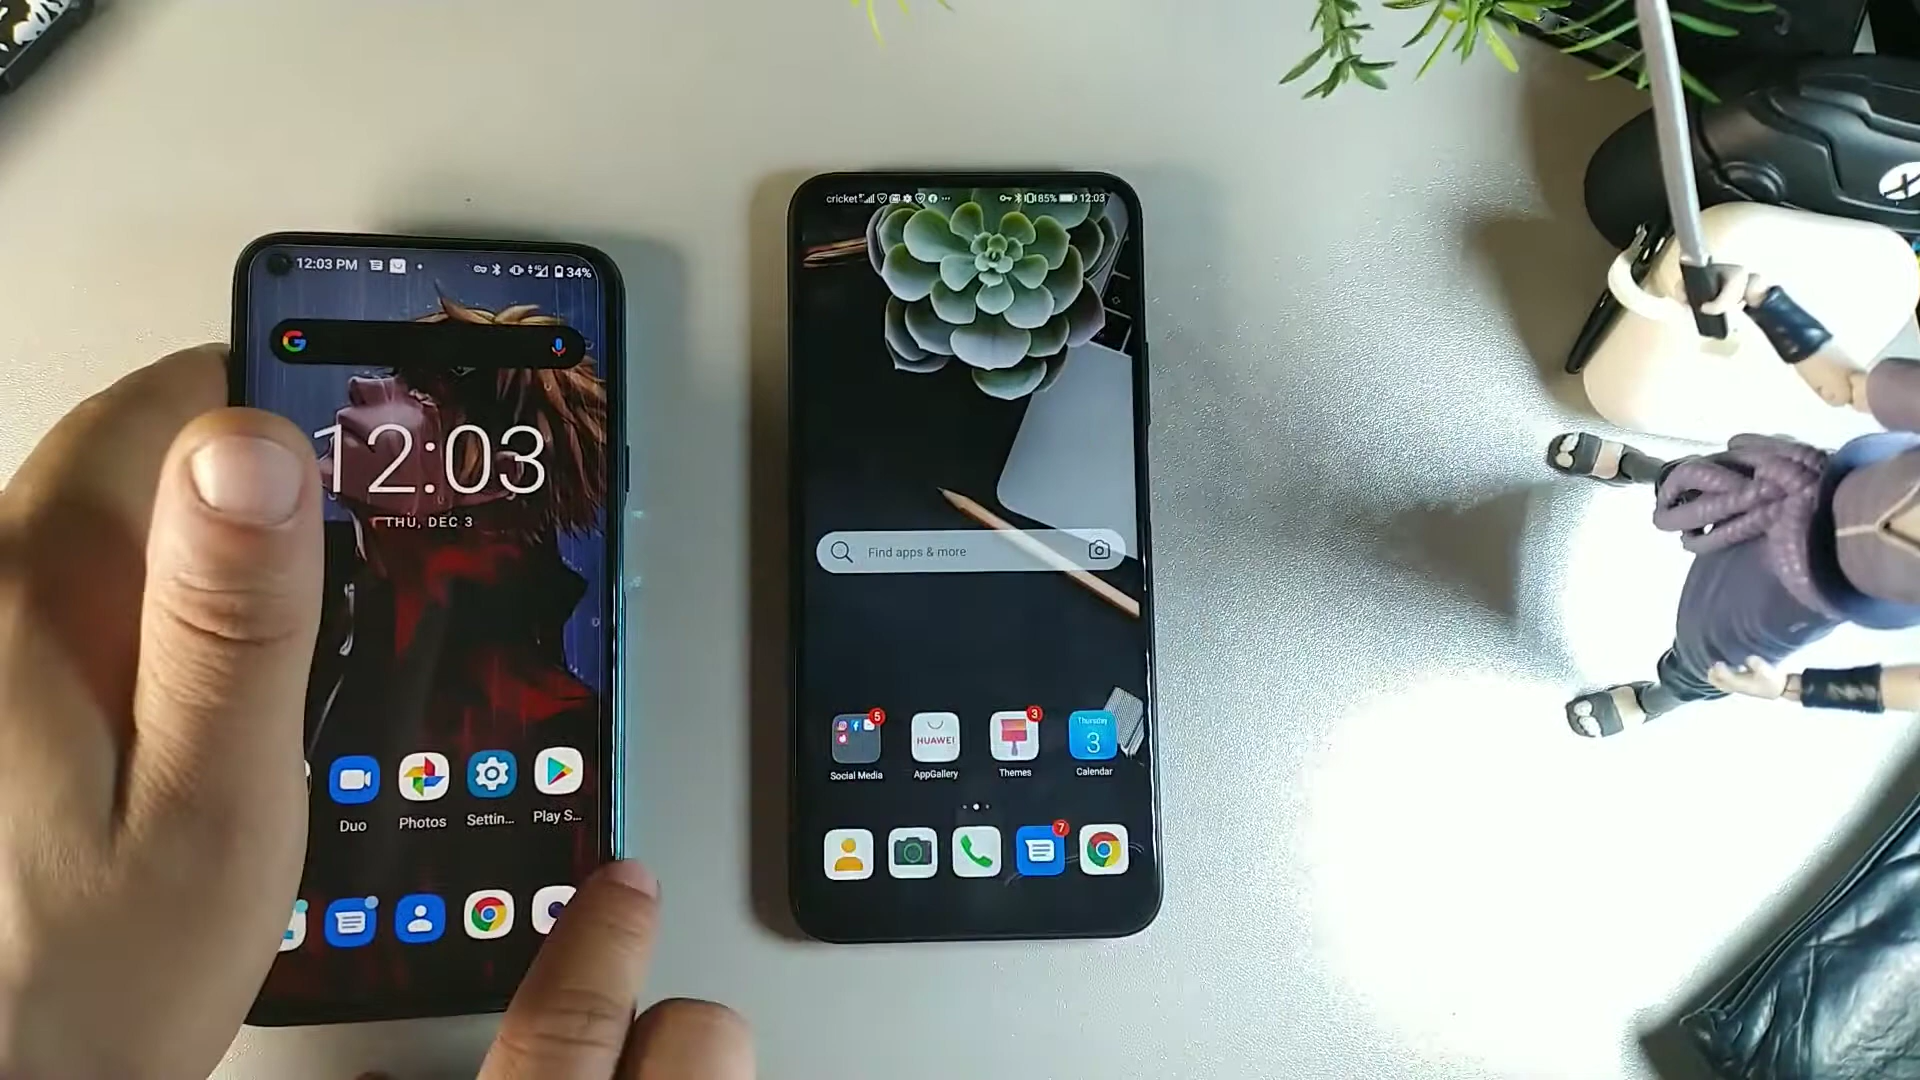 12:03 PM
34%
12:03
THU, DEC 3
Duo
Photos
Settin...
Play S...
cricket
85%
12:03
Find apps & more
5
HUAWEI
3
Thursday
3
Social Media
AppGallery
Themes
Calendar
7